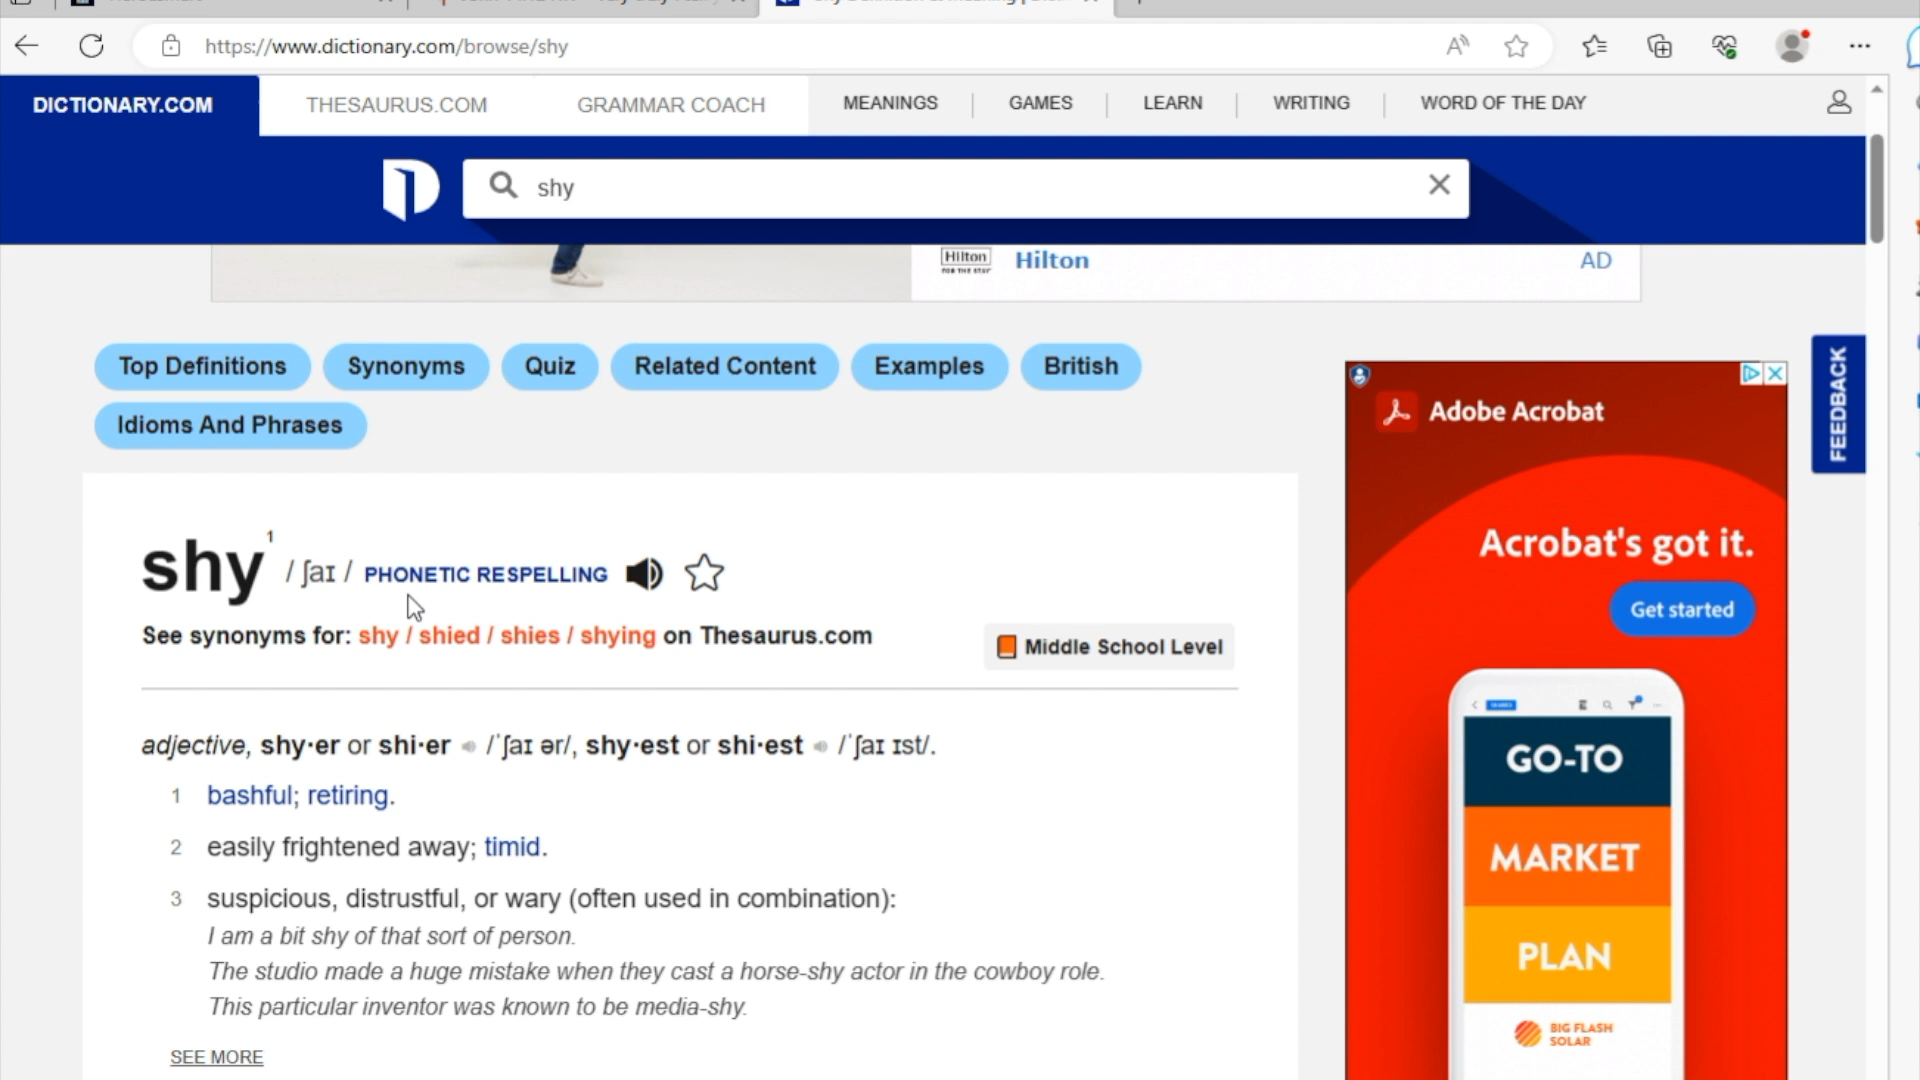 https://www.dictionary.com/browse/shy
DICTIONARY.COM
THESAURUS.COM
GRAMMAR COACH
MEANINGS
GAMES
LEARN
WRITING
WORD OF THE DAY
shy
Hilton
FOR THE STAY
Hilton
AD
Top Definitions
Synonyms
Quiz
Related Content
Examples
British
Idioms And Phrases
FEEDBACK
shy1 / ʃaɪ / PHONETIC RESPELLING
See synonyms for: shy / shied / shies / shying on Thesaurus.com
Middle School Level
adjective, shy·er or shi·er /ˈʃaɪ ər/, shy·est or shi·est /ˈʃaɪ ɪst/.
1 bashful; retiring.
2 easily frightened away; timid.
3 suspicious, distrustful, or wary (often used in combination):
I am a bit shy of that sort of person.
The studio made a huge mistake when they cast a horse-shy actor in the cowboy role.
This particular inventor was known to be media-shy.
SEE MORE
Adobe Acrobat
Acrobat's got it.
Get started
GO-TO
MARKET
PLAN
BIG FLASH
SOLAR